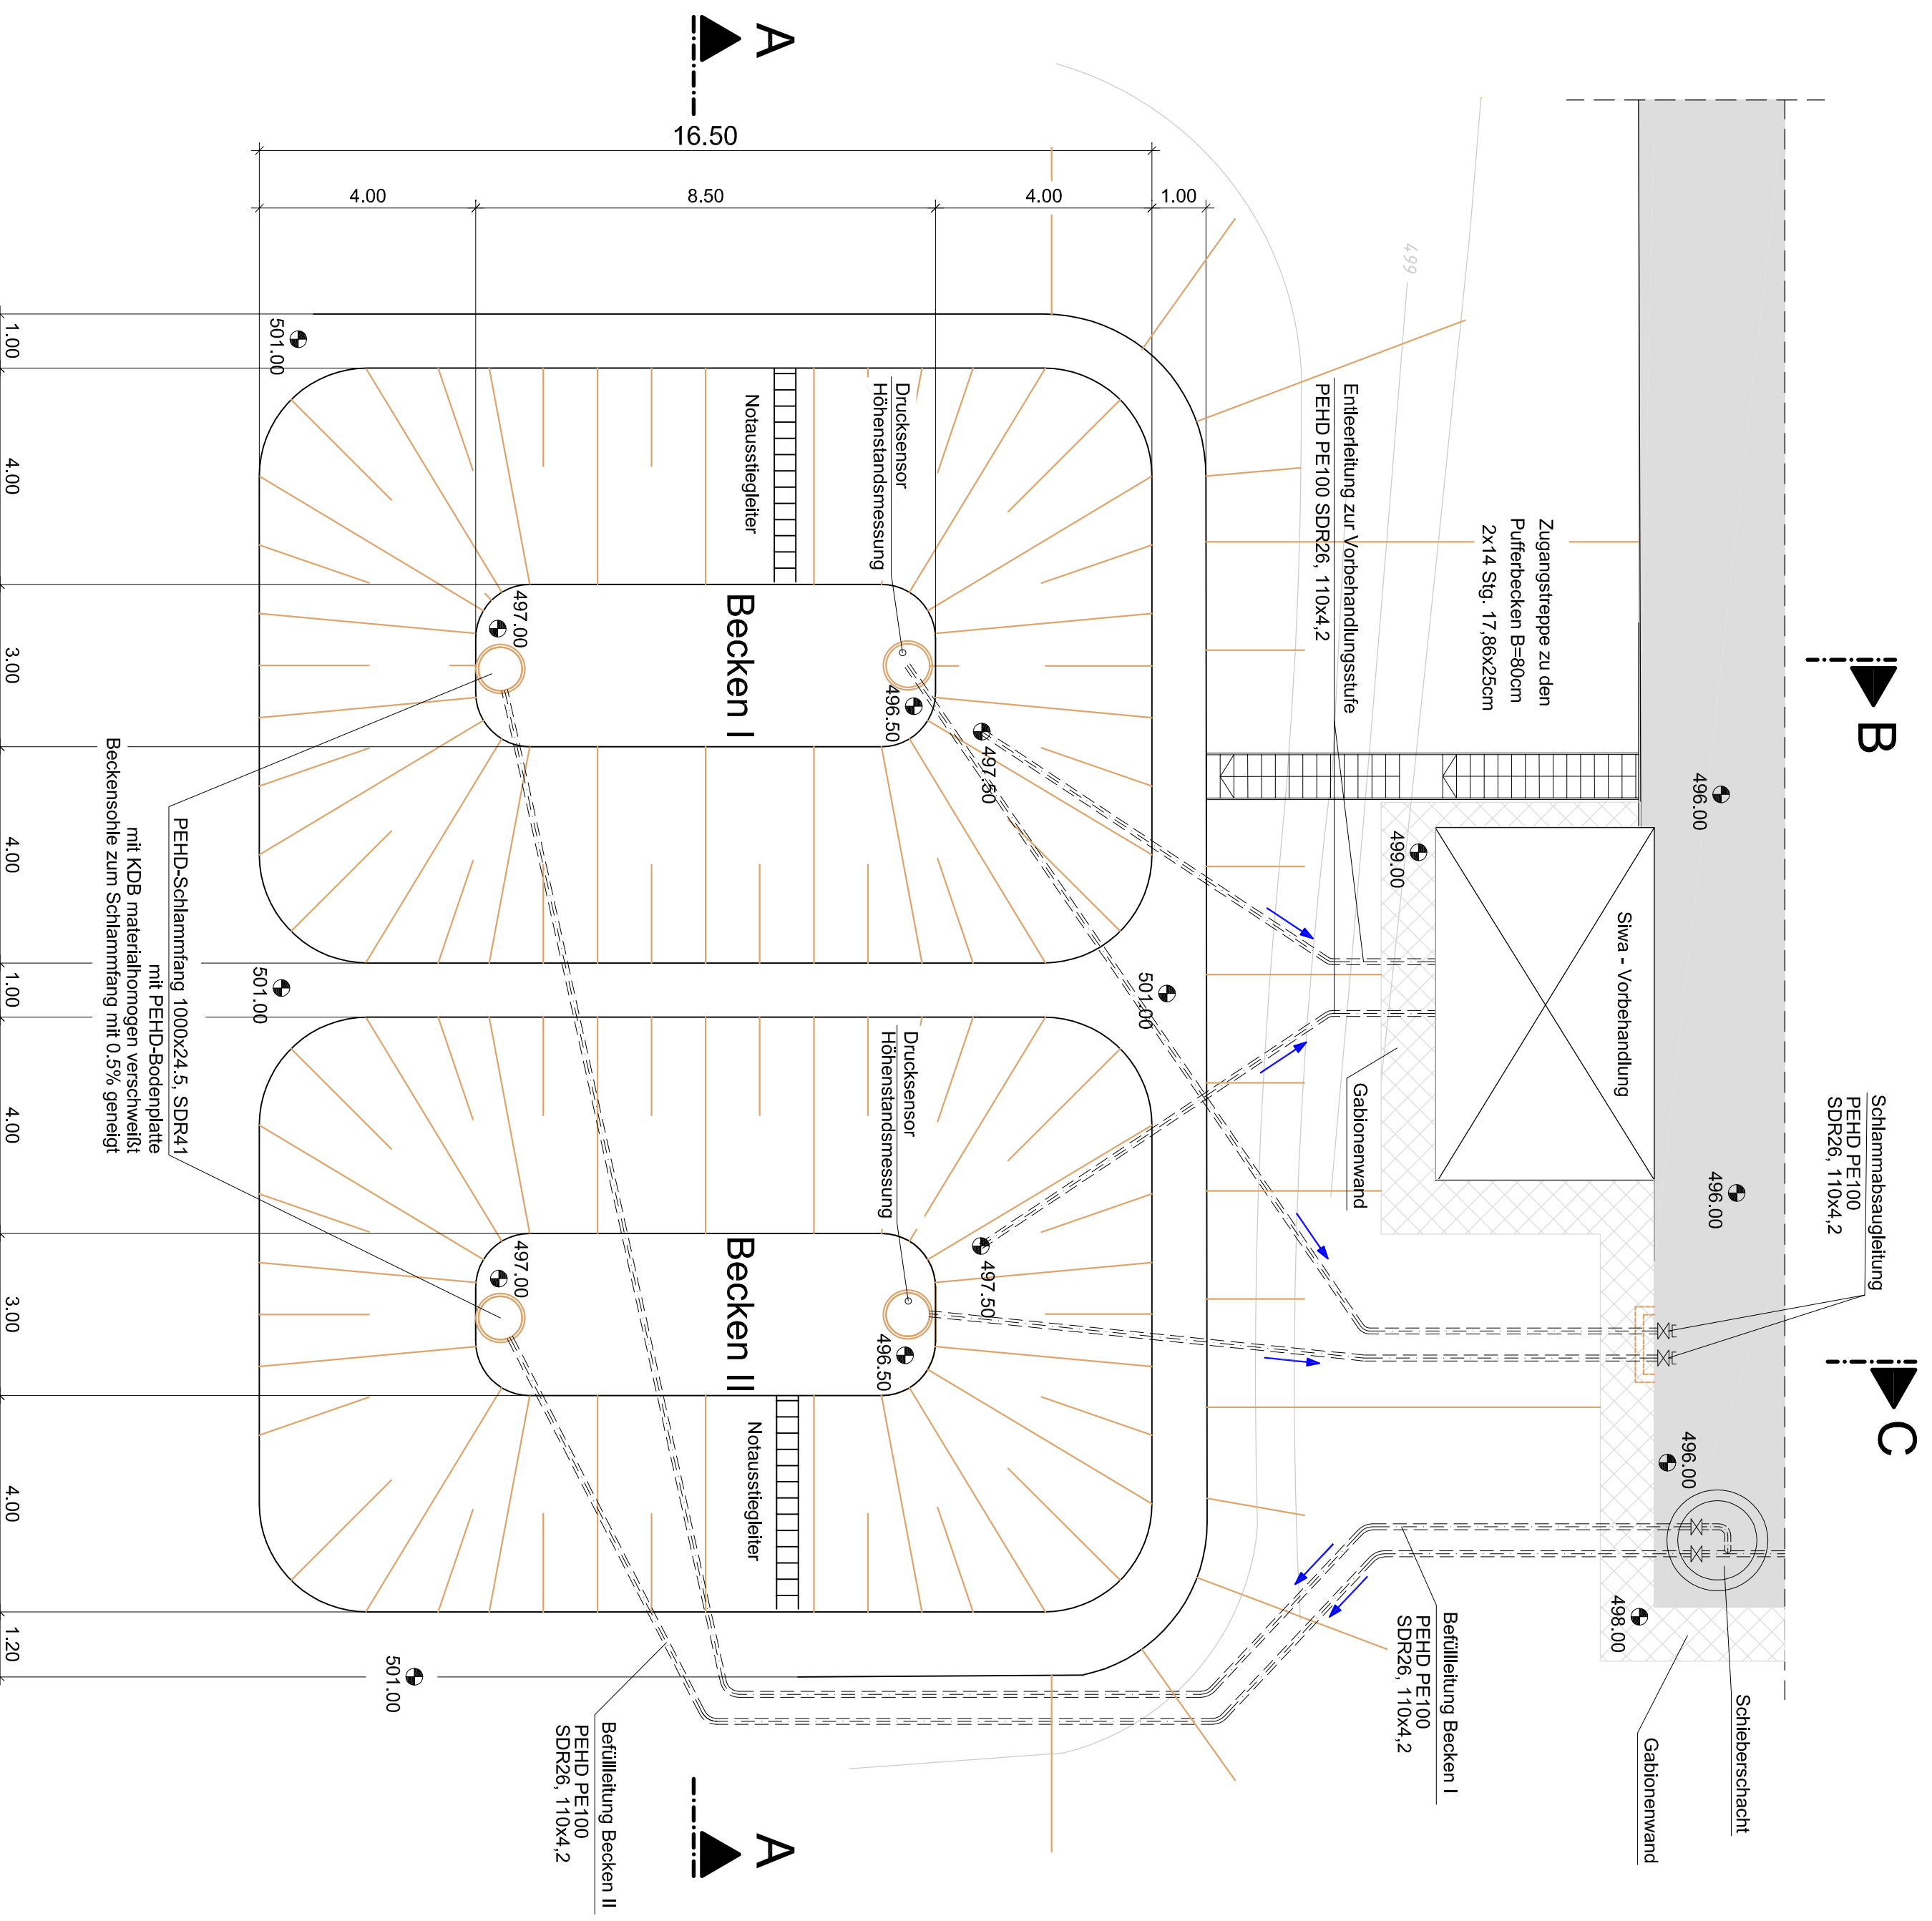 A
16.50
4.00
8.50
4.00
1.00
499
501.00
Notausstiegleiter
Drucksensor
Höhenstandsmessung
Entleerleitung zur Vorbehandlungsstufe
PEHD PE100 SDR26, 110x4,2
Zugangstreppe zu den
Pufferbecken B=80cm
2x14 Stg. 17,86x25cm
B
496.00
497.00
Becken I
496.50
497.50
499.00
Siwa - Vorbehandlung
PEHD-Schlammfang 1000x24.5, SDR41
mit PEHD-Bodenplatte
mit KDB materialhomogen verschweißt
Beckensohle zum Schlammfang mit 0.5% geneigt
501.00
501.00
Drucksensor
Höhenstandsmessung
Gabionenwand
Schlammabsaugleitung
PEHD PE100
SDR26, 110x4,2
496.00
497.00
Becken II
496.50
497.50
C
496.00
Notausstiegleiter
498.00
501.00
Befüllleitung Becken I
PEHD PE100
SDR26, 110x4,2
Schieberschacht
Gabionenwand
Befüllleitung Becken II
PEHD PE100
SDR26, 110x4,2
A
1.00
4.00
3.00
4.00
1.00
4.00
3.00
4.00
1.20